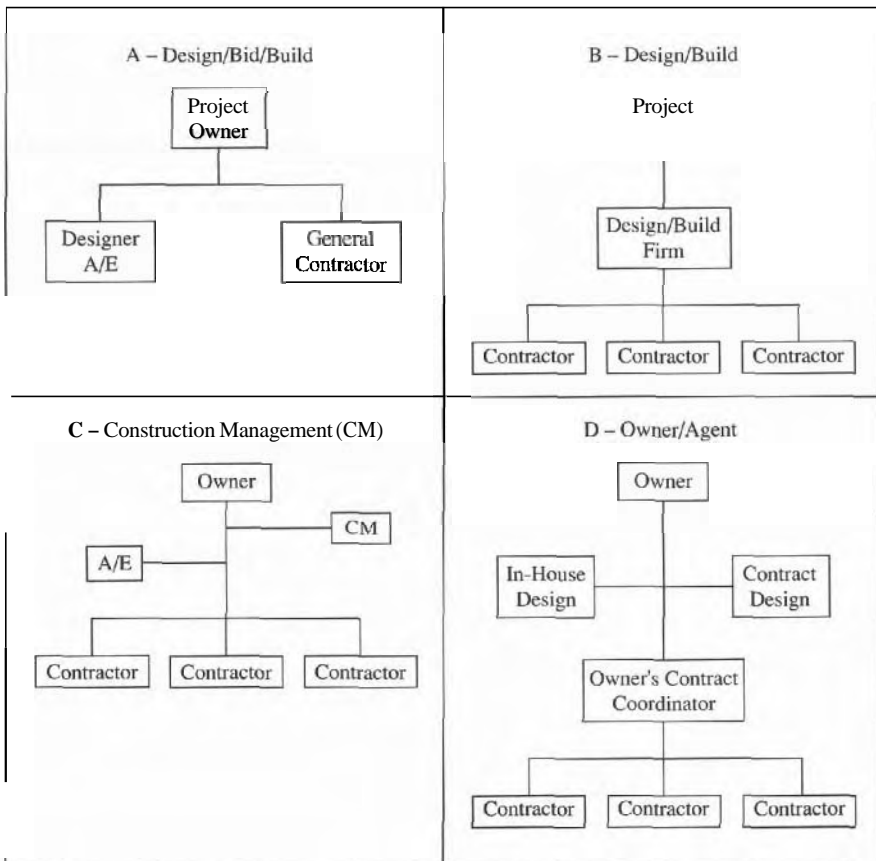 A – Design/Bid/Build
Project
Owner
Designer
A/E
General
Contractor
B – Design/Build
Project
Design/Build
Firm
Contractor Contractor Contractor
C – Construction Management (CM)
Owner
CM
A/E
Contractor Contractor Contractor
D – Owner/Agent
Owner
In-House
Design
Contract
Design
Owner's Contract
Coordinator
Contractor Contractor Contractor